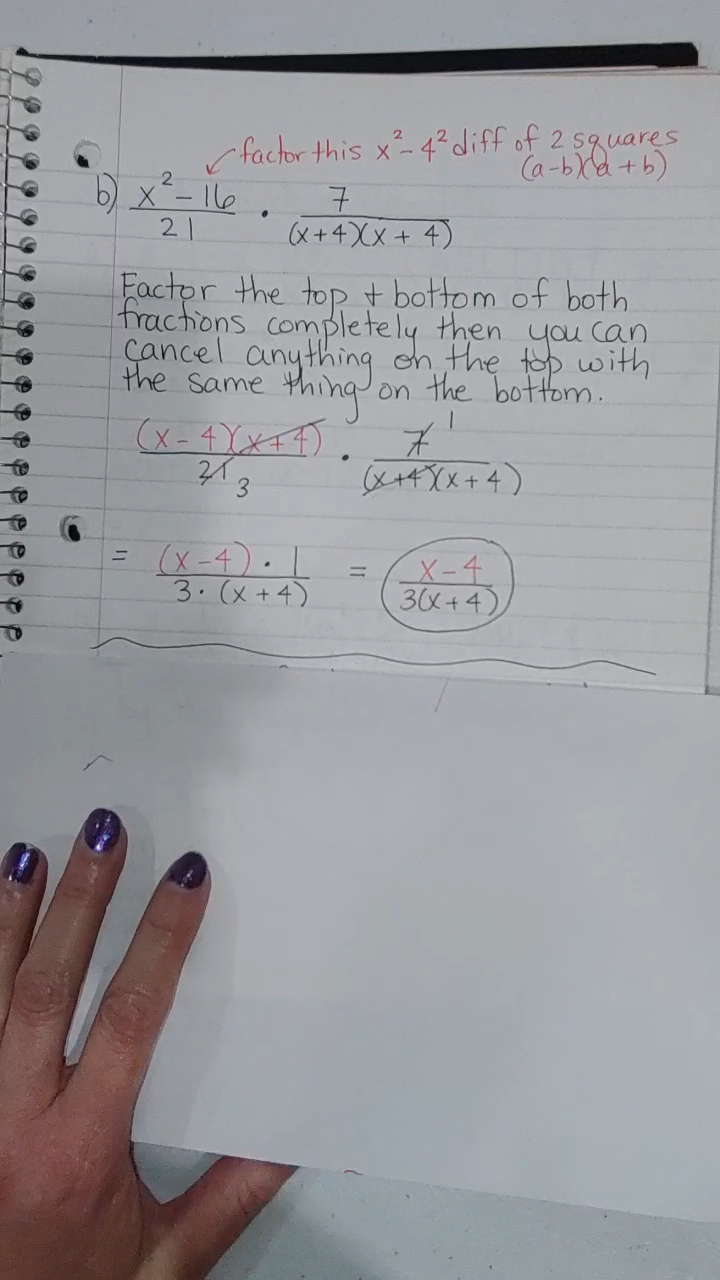 factor this x² - 4² diff of 2 squares
(a-b)(a+b)
b) x² - 16 / 21 · 7 / (x+4)(x + 4)
Factor the top + bottom of both
fractions completely then you can
cancel anything on the top with
the same thing on the bottom.
(x - 4)(x+4) / 21 3 · 7 1 / (x+4)(x+4)
= (x-4) · 1 / 3 · (x+4) = x-4 / 3(x+4)